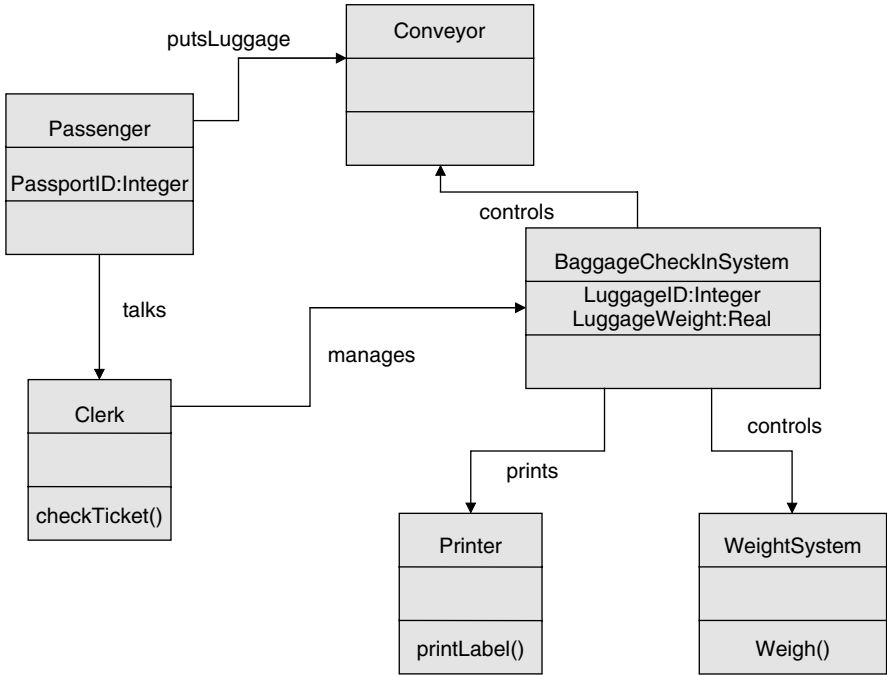 putsLuggage
Conveyor
Passenger
PassportID:Integer
controls
BaggageCheckInSystem
LuggageID:Integer
LuggageWeight:Real
talks
manages
Clerk
checkTicket()
controls
prints
Printer
printLabel()
WeightSystem
Weigh()